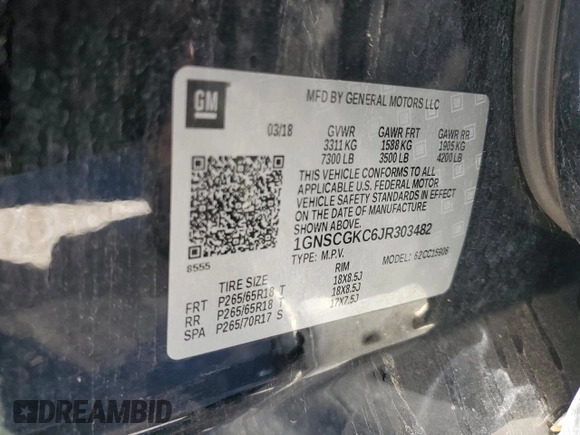 GM
MFD BY GENERAL MOTORS LLC
03/18 GVWR GAWR FRT GAWR RR
3311 KG 1588 KG 1905 KG
7300 LB 3500 LB 4200 LB
THIS VEHICLE CONFORMS TO ALL
APPLICABLE U.S. FEDERAL MOTOR
VEHICLE SAFETY STANDARDS IN EFFECT
ON THE DATE OF MANUFACTURE
SHOWN ABOVE.
1GNSCGKC6JR303482
TYPE: M.P.V. MODEL: 62CC15906
8555
TIRE SIZE RIM
FRT P265/65R18 T 18X8.5J
RR P265/65R18 T 18X8.5J
SPA P265/70R17 S 17X7.5J
DREAMBID